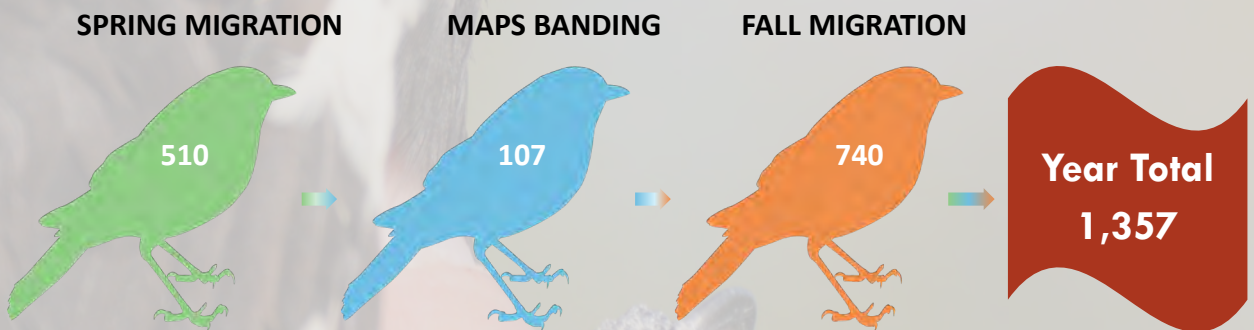 SPRING MIGRATION
MAPS BANDING
FALL MIGRATION
510
107
740
Year Total
1,357